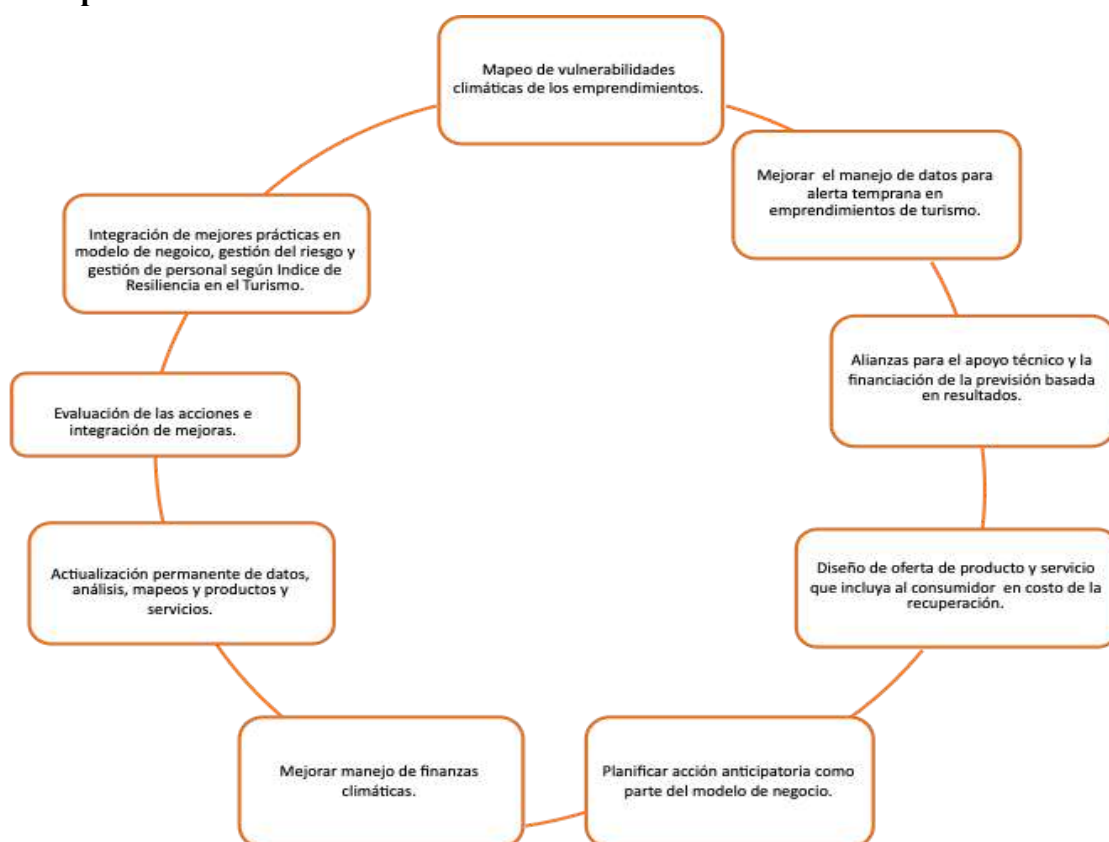 Mapeo de vulnerabilidades
climáticas de los emprendimientos.
Mejorar el manejo de datos para
alerta temprana en
emprendimientos de turismo.
Alianzas para el apoyo técnico y la
financiación de la previsión basada
en resultados.
Diseño de oferta de producto y servicio
que incluya al consumidor en costo de la
recuperación.
Planificar acción anticipatoria como
parte del modelo de negocio.
Mejorar manejo de finanzas
climáticas.
Actiualización permanente de datos,
análisis, mapeos y productos y
servicios.
Evaluación de las acciones e
integración de mejoras.
Integración de mejores prácticas en
modelo de negoico, gestión del riesgo y
gestión de personal según Indice de
Resiliencia en el Turismo.